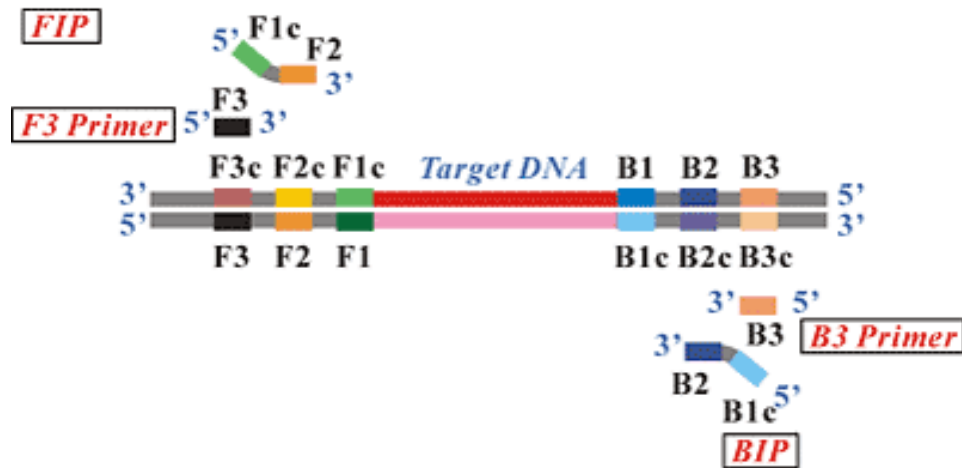 FIP
5’ F1c F2 3’
F3
F3 Primer 5’ 3’
F3c F2c F1c Target DNA B1 B2 B3
3’ 5’
5’ 3’
F3 F2 F1 B1c B2c B3c
3’ 5’
B3 B3 Primer
3’
B2 B1c 5’
BIP